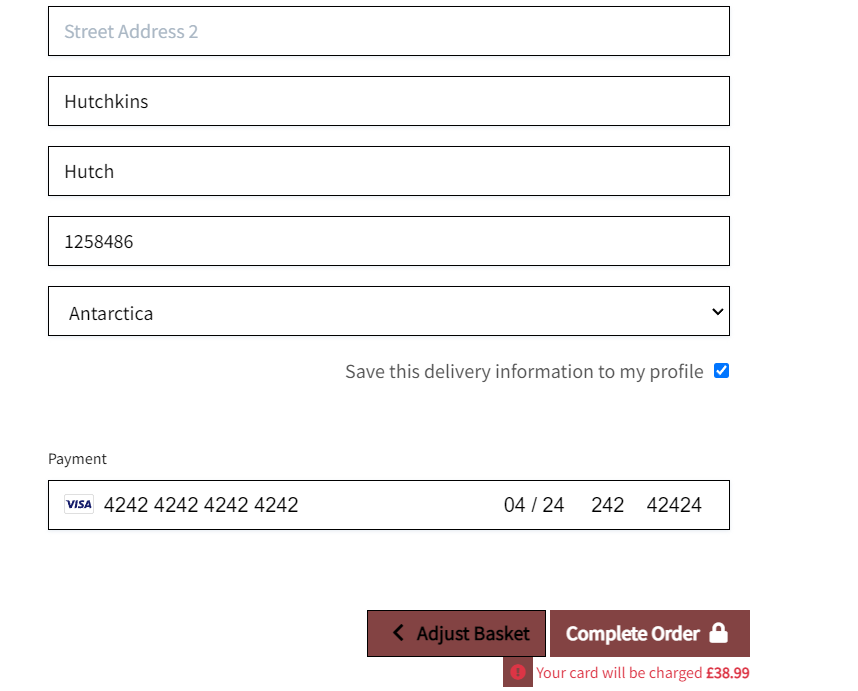 Street Address 2
Hutchkins
Hutch
1258486
Antarctica
Save this delivery information to my profile
Payment
VISA 4242 4242 4242 4242 04 / 24 242 42424
Adjust Basket Complete Order
Your card will be charged £38.99